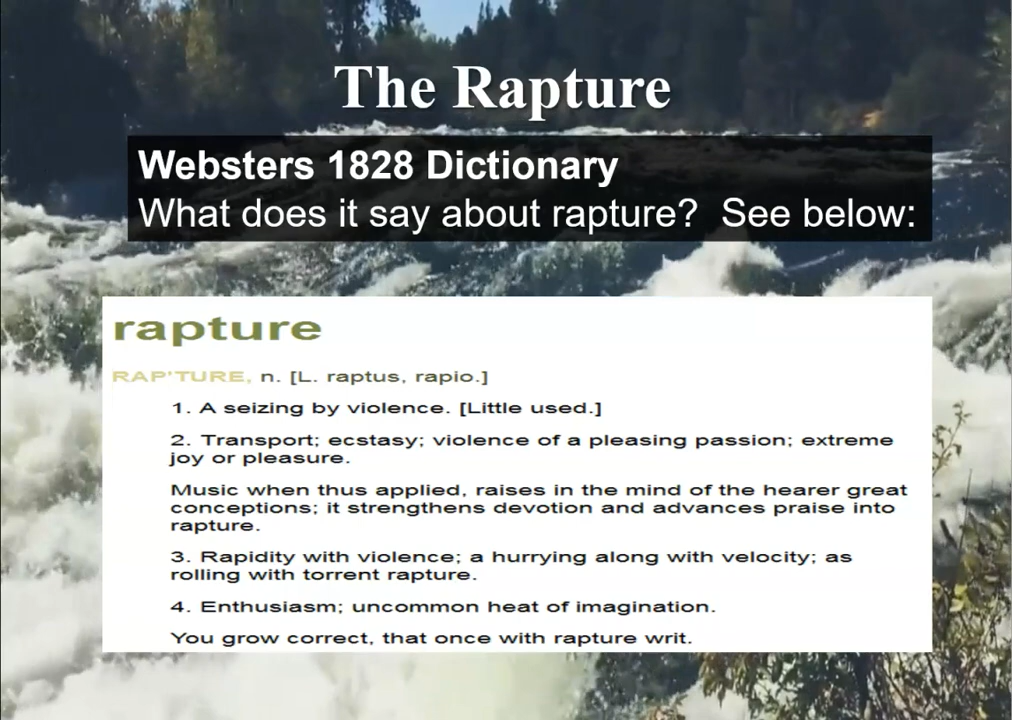 The Rapture
Websters 1828 Dictionary
What does it say about rapture?  See below:
rapture
RAP'TURE, n. [L. raptus, rapio.]
1. A seizing by violence. [Little used.]
2. Transport; ecstasy; violence of a pleasing passion; extreme
joy or pleasure.
Music when thus applied, raises in the mind of the hearer great
conceptions; it strengthens devotion and advances praise into
rapture.
3. Rapidity with violence; a hurrying along with velocity; as
rolling with torrent rapture.
4. Enthusiasm; uncommon heat of imagination.
You grow correct, that once with rapture writ.